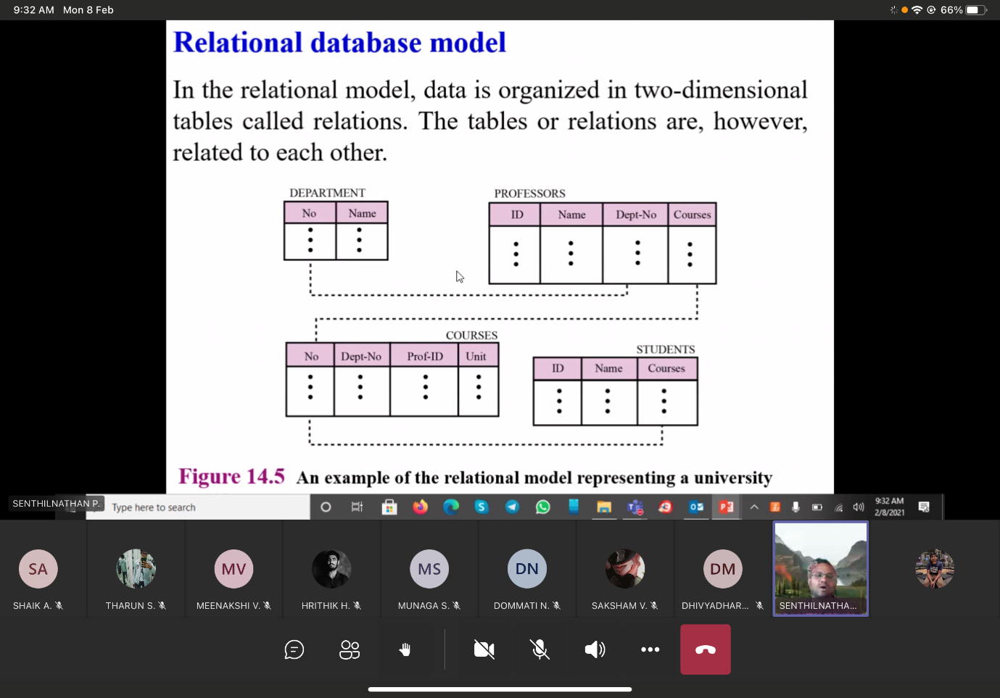 9:32 AM Mon 8 Feb
66%
Relational database model
In the relational model, data is organized in two-dimensional
tables called relations. The tables or relations are, however,
related to each other.
DEPARTMENT
No Name
PROFESSORS
ID Name Dept-No Courses
COURSES
No Dept-No Prof-ID Unit
STUDENTS
ID Name Courses
Figure 14.5 An example of the relational model representing a university
SENTHILNATHAN P.
Type here to search
9:32 AM
2/8/2021
SA
MV
MS
DN
DM
SHAIK A.
THARUN S.
MEENAKSHI V.
HRITHIK H.
MUNAGA S.
DOMMATI N.
SAKSHAM V.
DHIVYADHAR...
SENTHILNATHA...